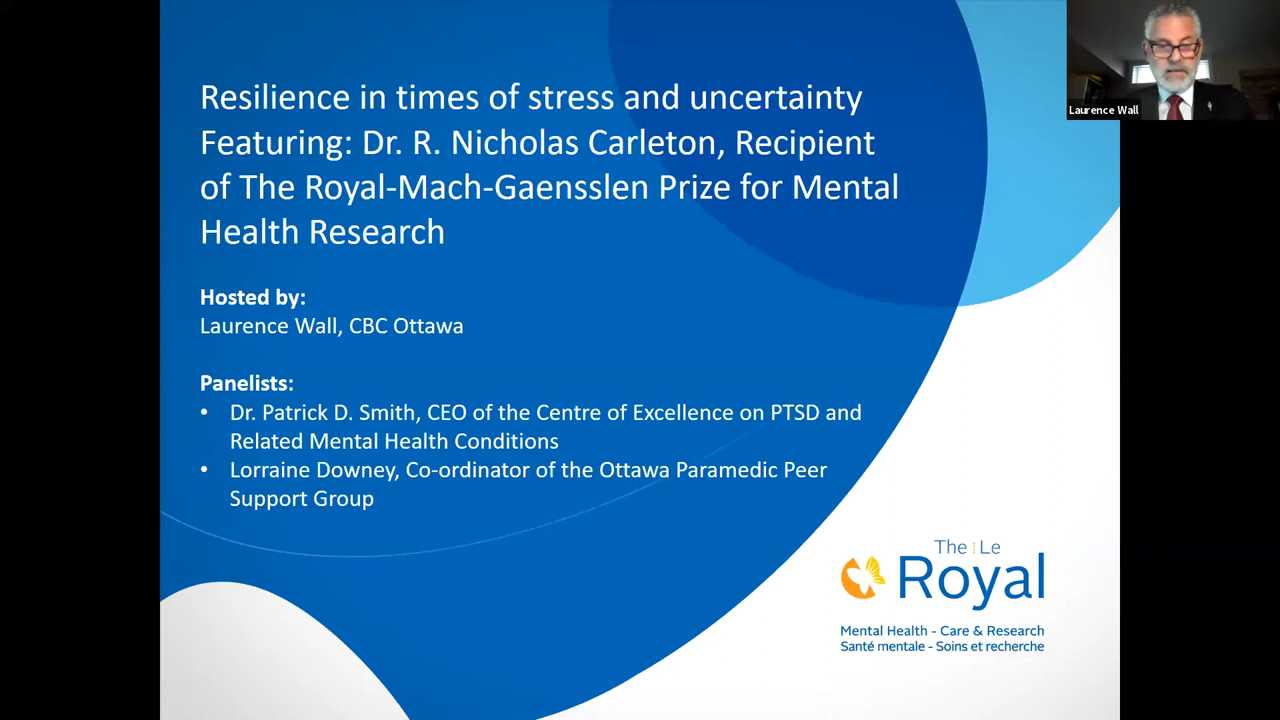 Resilience in times of stress and uncertainty
Featuring: Dr. R. Nicholas Carleton, Recipient
of The Royal-Mach-Gaensslen Prize for Mental
Health Research
Hosted by:
Laurence Wall, CBC Ottawa
Panelists:
• Dr. Patrick D. Smith, CEO of the Centre of Excellence on PTSD and
Related Mental Health Conditions
• Lorraine Downey, Co-ordinator of the Ottawa Paramedic Peer
Support Group
Laurence Wall
The Le
Royal
Mental Health - Care & Research
Santé mentale - Soins et recherche